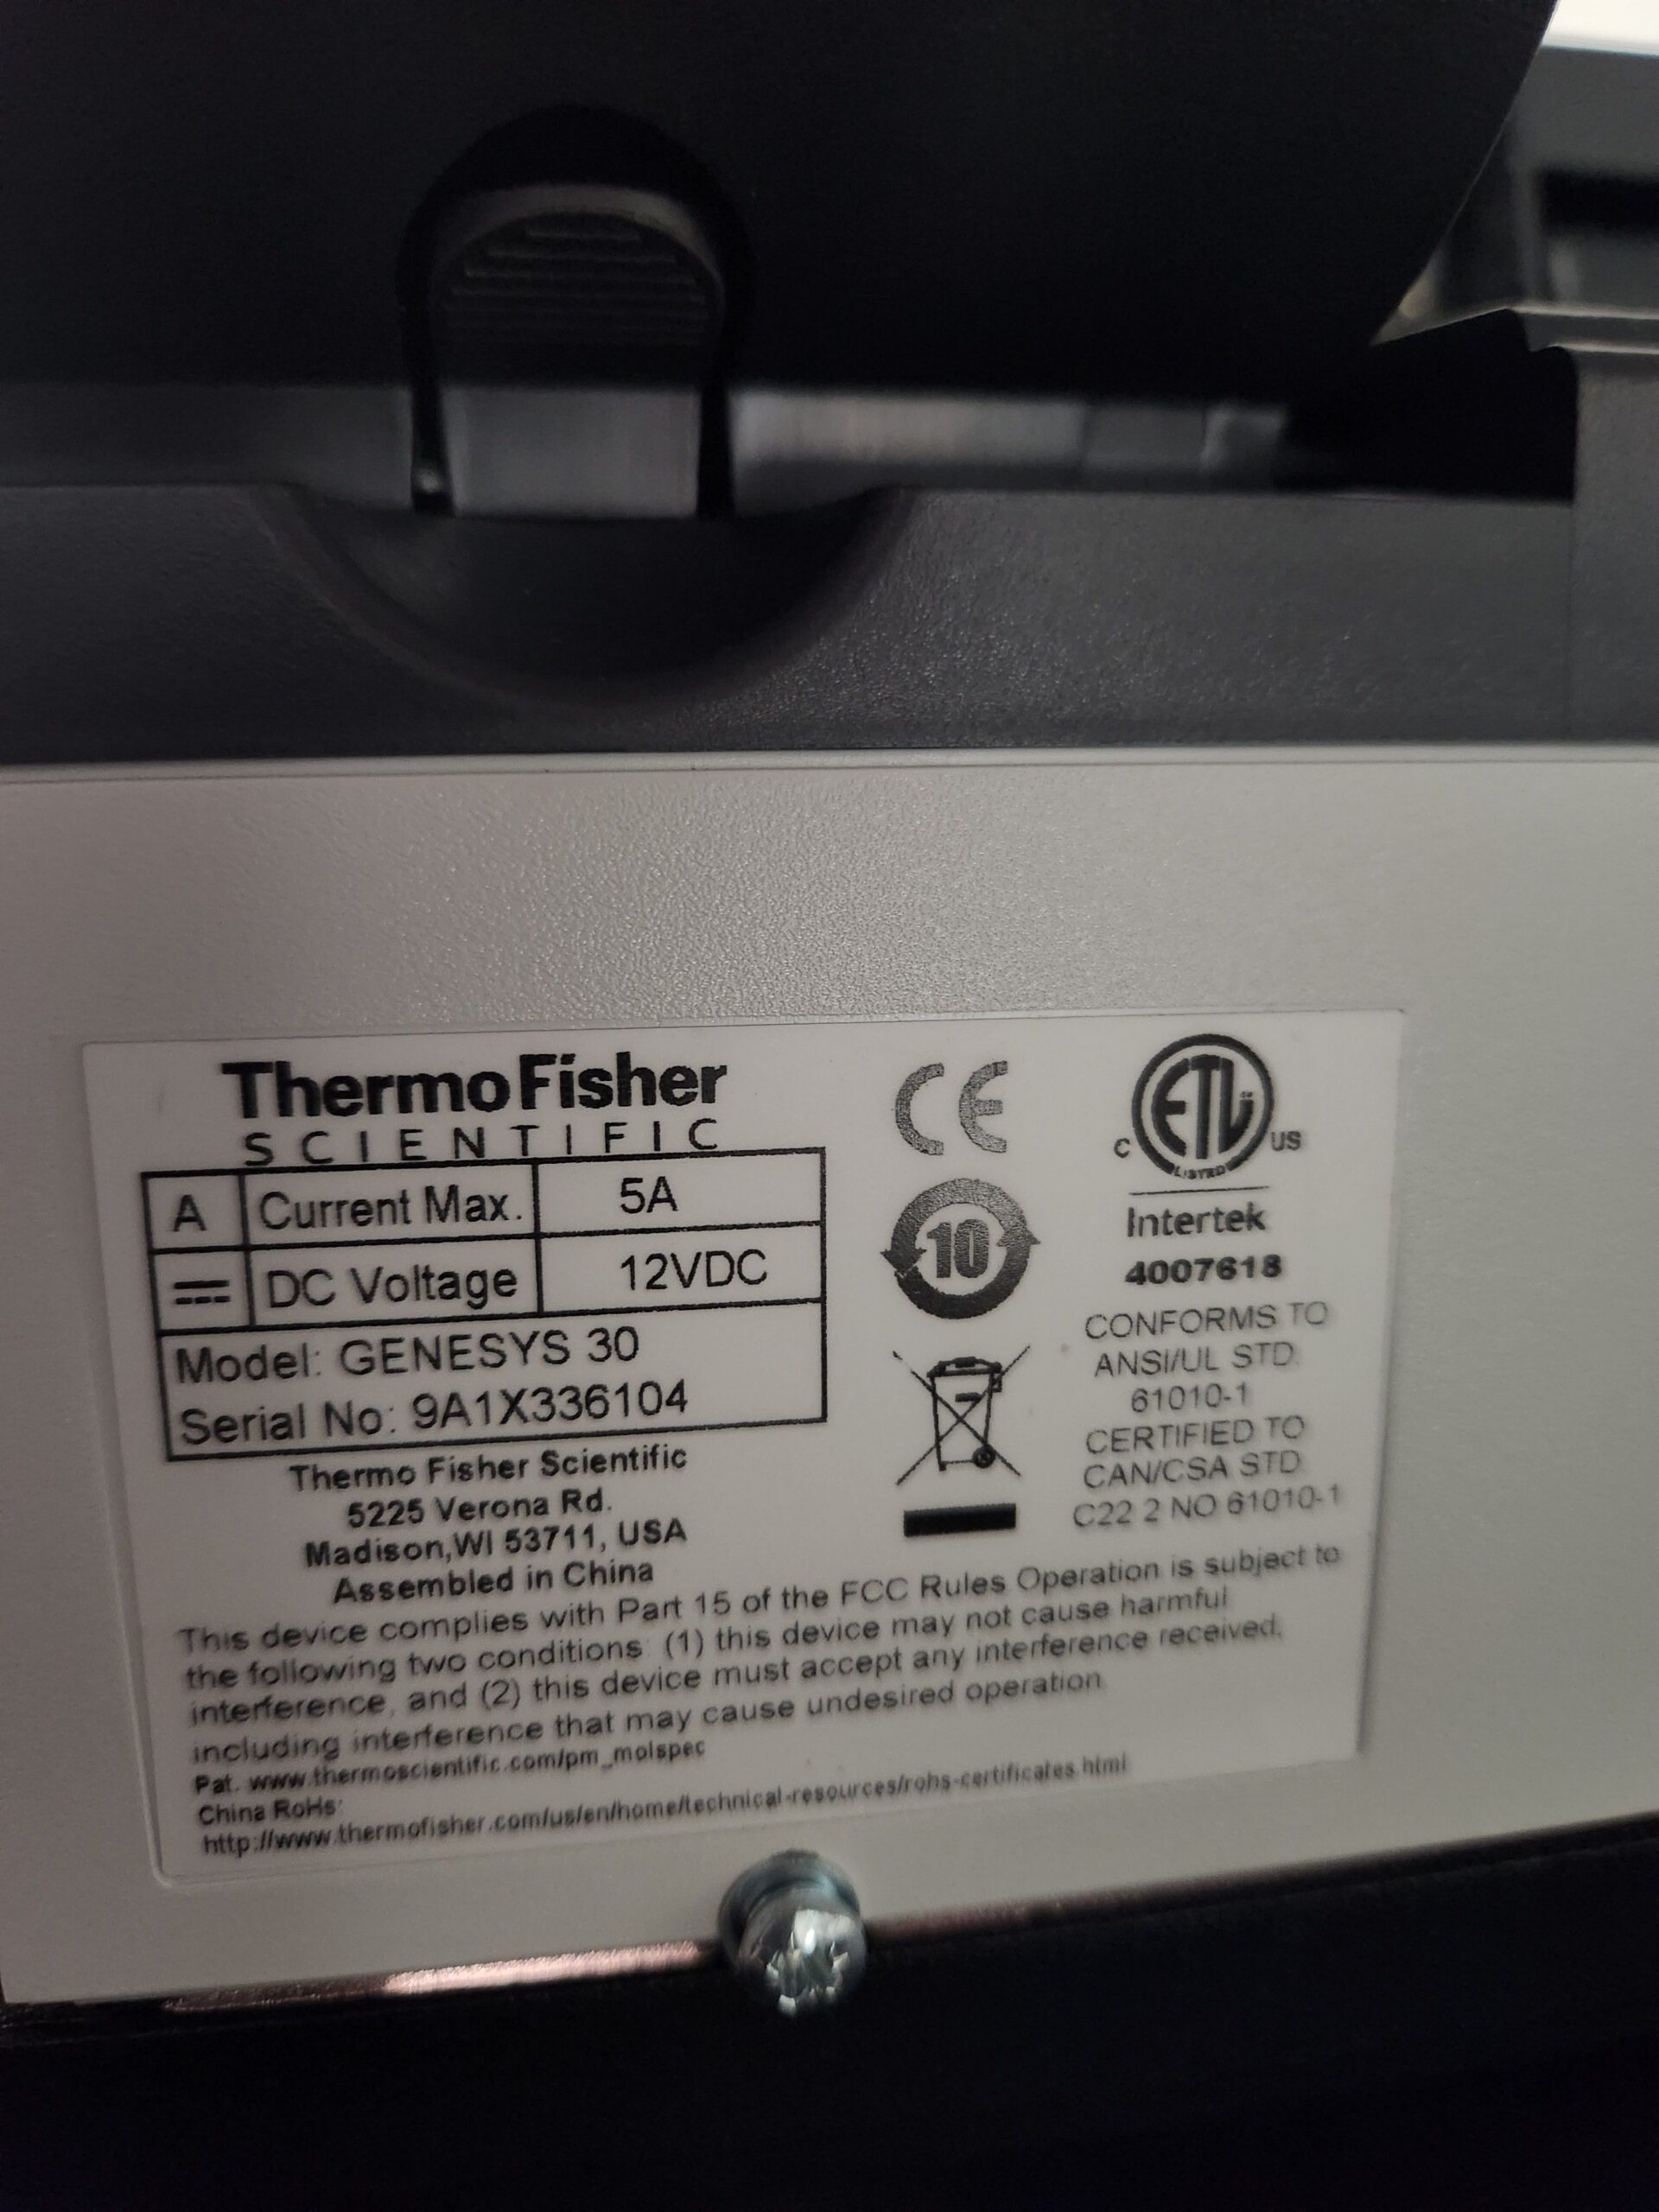 ThermoFisher
SCIENTIFIC
A Current Max. 5A
DC Voltage 12VDC
Model: GENESYS 30
Serial No: 9A1X336104
Thermo Fisher Scientific
5225 Verona Rd.
Madison,WI 53711, USA
Assembled in China
CE
10
ETL
C US
LISTED
Intertek
4007618
CONFORMS TO
ANSI/UL STD.
61010-1
CERTIFIED TO
CAN/CSA STD.
C22.2 NO 61010-1
This device complies with Part 15 of the FCC Rules Operation is subject to
the following two conditions: (1) this device may not cause harmful
interference, and (2) this device must accept any interference received,
including interference that may cause undesired operation.
Pat. www.thermoscientific.com/pm_molspec
China RoHs:
http://www.thermofisher.com/us/en/home/technical-resources/rohs-certificates.html